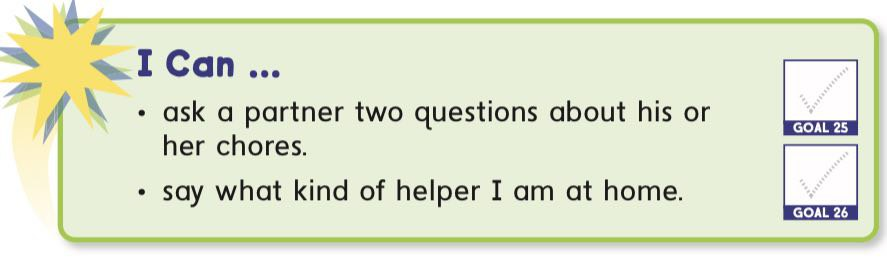 I Can ...
• ask a partner two questions about his or
her chores.
• say what kind of helper I am at home.
GOAL 25
GOAL 26